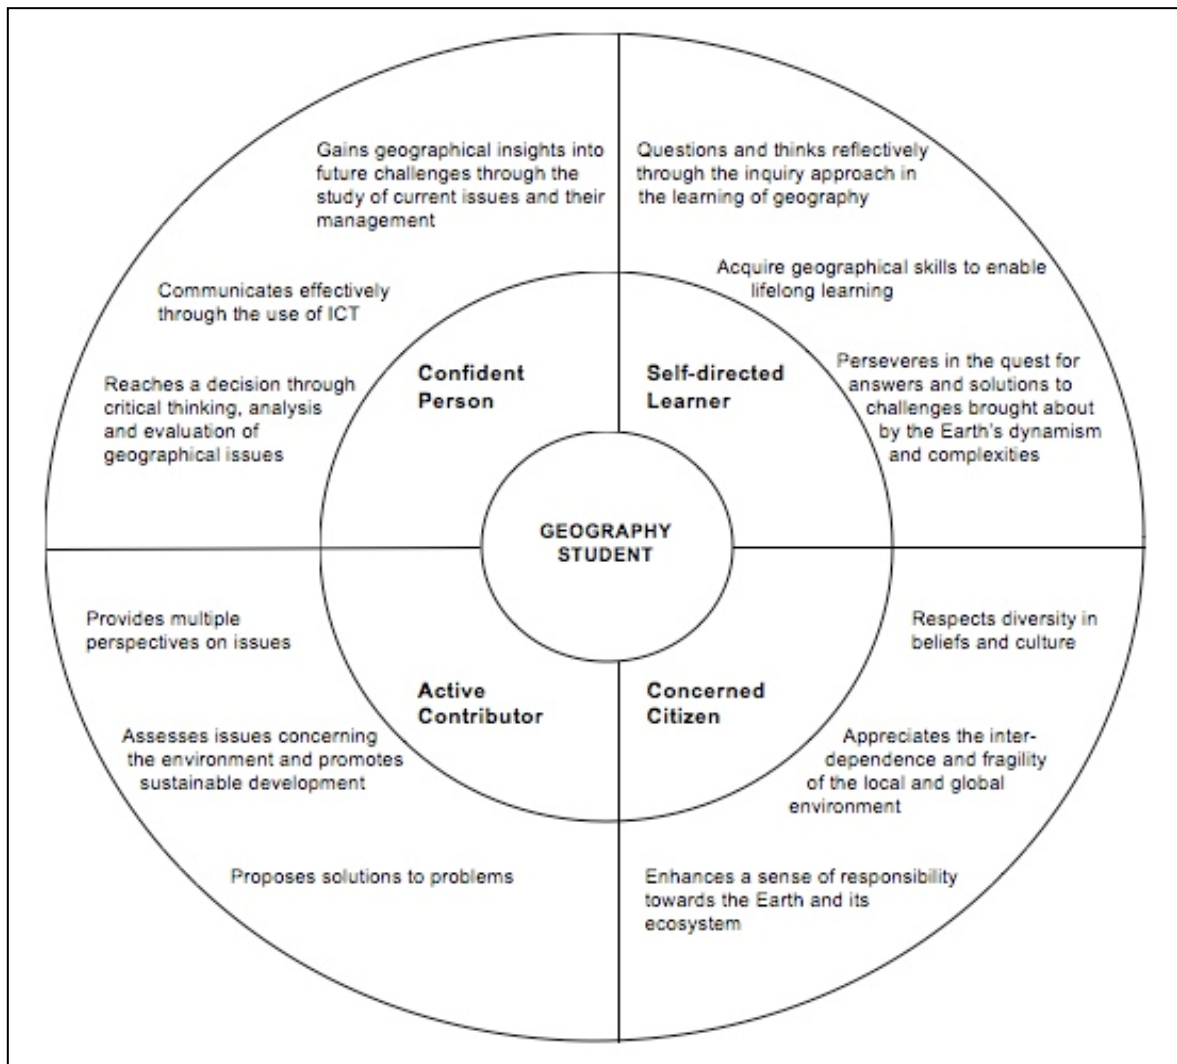 Gains geographical insights into
future challenges through the
study of current issues and their
management
Communicates effectively
through the use of ICT
Reaches a decision through
critical thinking, analysis
and evaluation of
geographical issues
Confident
Person
Questions and thinks reflectively
through the inquiry approach in
the learning of geography
Acquire geographical skills to enable
lifelong learning
Perseveres in the quest for
answers and solutions to
challenges brought about
by the Earth's dynamism
and complexities
Self-directed
Learner
GEOGRAPHY
STUDENT
Provides multiple
perspectives on issues
Assesses issues concerning
the environment and promotes
sustainable development
Proposes solutions to problems
Active
Contributor
Concerned
Citizen
Respects diversity in
beliefs and culture
Appreciates the inter-
dependence and fragility
of the local and global
environment
Enhances a sense of responsibility
towards the Earth and its
ecosystem